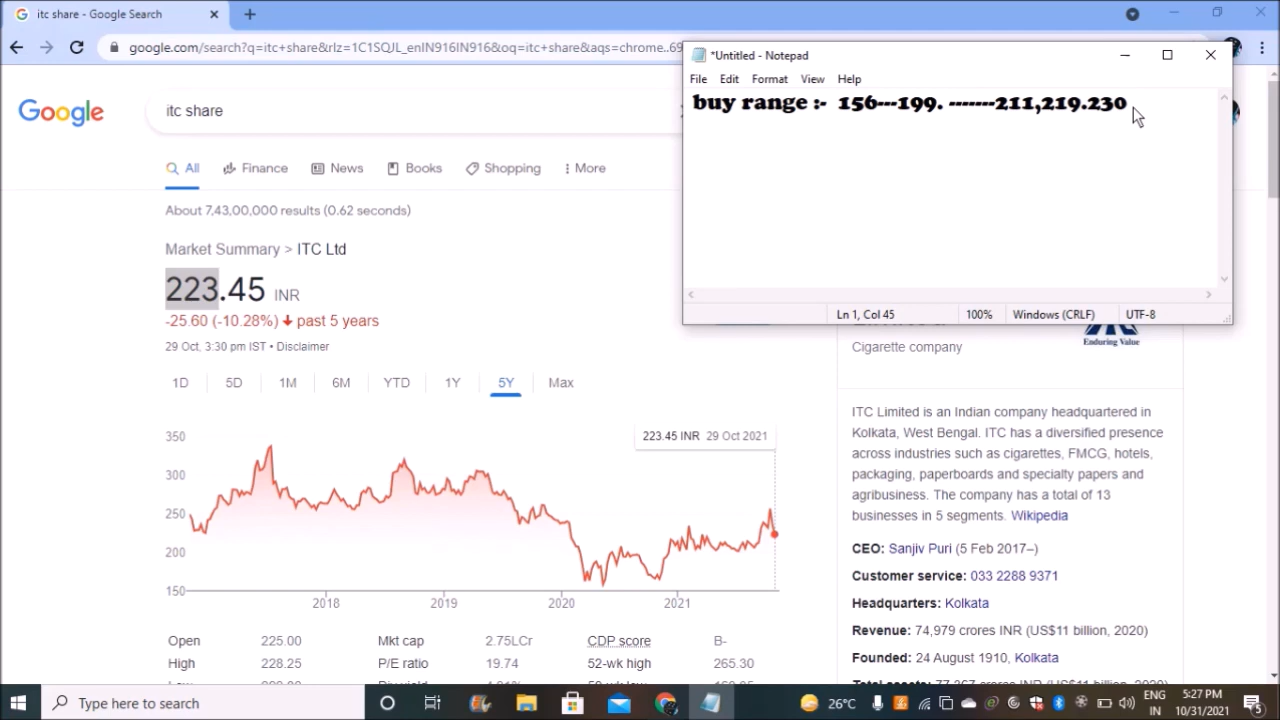 itc share - Google Search
google.com/search?q=itc+share&rlz=1C1SQJL_enIN916IN916&oq=itc+share&aqs=chrome..69
*Untitled - Notepad
File Edit Format View Help
buy range :- 156---199. -------211,219.230
Ln 1, Col 45 100% Windows (CRLF) UTF-8
Google
itc share
All Finance News Books Shopping More
About 7,43,00,000 results (0.62 seconds)
Market Summary > ITC Ltd
223.45 INR
-25.60 (-10.28%) past 5 years
29 Oct, 3:30 pm IST • Disclaimer
1D 5D 1M 6M YTD 1Y 5Y Max
223.45 INR 29 Oct 2021
350
300
250
200
150
2018 2019 2020 2021
Open 225.00 Mkt cap 2.75LCr CDP score B-
High 228.25 P/E ratio 19.74 52-wk high 265.30
Enduring Value
Cigarette company
ITC Limited is an Indian company headquartered in
Kolkata, West Bengal. ITC has a diversified presence
across industries such as cigarettes, FMCG, hotels,
packaging, paperboards and specialty papers and
agribusiness. The company has a total of 13
businesses in 5 segments. Wikipedia
CEO: Sanjiv Puri (5 Feb 2017–)
Customer service: 033 2288 9371
Headquarters: Kolkata
Revenue: 74,979 crores INR (US$11 billion, 2020)
Founded: 24 August 1910, Kolkata
Type here to search
26°C
ENG
IN
5:27 PM
10/31/2021
5